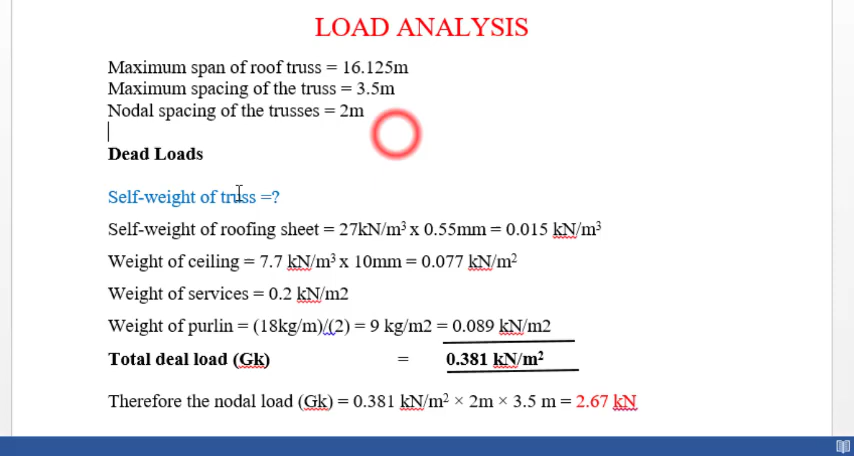 LOAD ANALYSIS
Maximum span of roof truss = 16.125m
Maximum spacing of the truss = 3.5m
Nodal spacing of the trusses = 2m
Dead Loads
Self-weight of truss =?
Self-weight of roofing sheet = 27kN/m³ x 0.55mm = 0.015 kN/m³
Weight of ceiling = 7.7 kN/m³ x 10mm = 0.077 kN/m²
Weight of services = 0.2 kN/m2
Weight of purlin = (18kg/m)/(2) = 9 kg/m2 = 0.089 kN/m2
Total deal load (Gk) = 0.381 kN/m²
Therefore the nodal load (Gk) = 0.381 kN/m² × 2m × 3.5 m = 2.67 kN